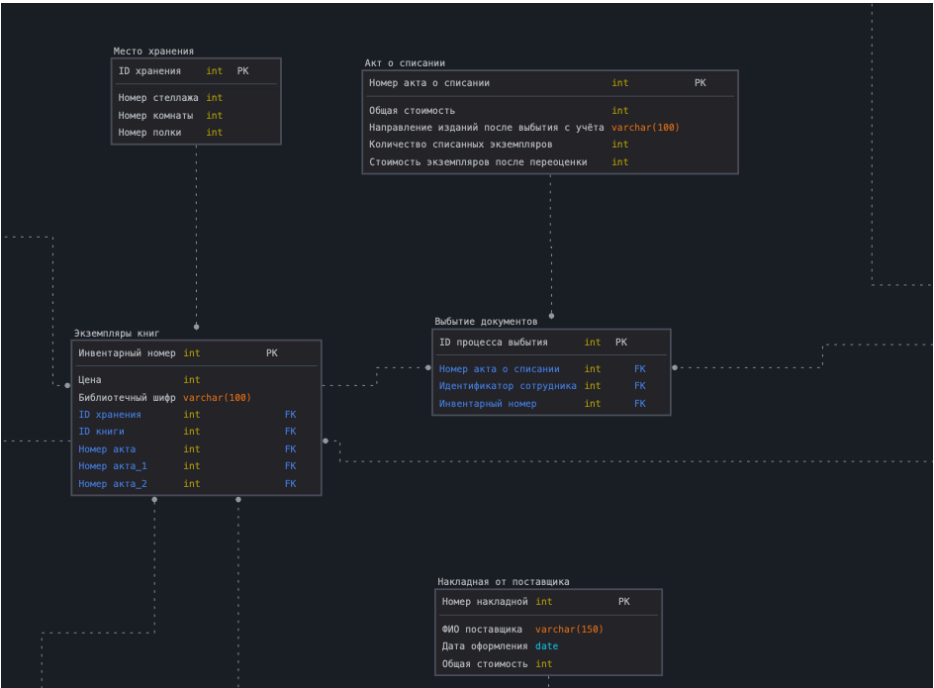 Место хранения
ID хранения int PK
Номер стеллажа int
Номер комнаты int
Номер полки int
Акт о списании
Номер акта о списании int PK
Общая стоимость int
Направление изданий после выбытия с учёта varchar(100)
Количество списанных экземпляров int
Стоимость экземпляров после переоценки int
Экземпляры книг
Инвентарный номер int PK
Цена int
Библиотечный шифр varchar(100)
ID хранения int FK
ID книги int FK
Номер акта int FK
Номер акта_1 int FK
Номер акта_2 int FK
Выбытие документов
ID процесса выбытия int PK
Номер акта о списании int FK
Идентификатор сотрудника int FK
Инвентарный номер int FK
Накладная от поставщика
Номер накладной int PK
ФИО поставщика varchar(150)
Дата оформления date
Общая стоимость int